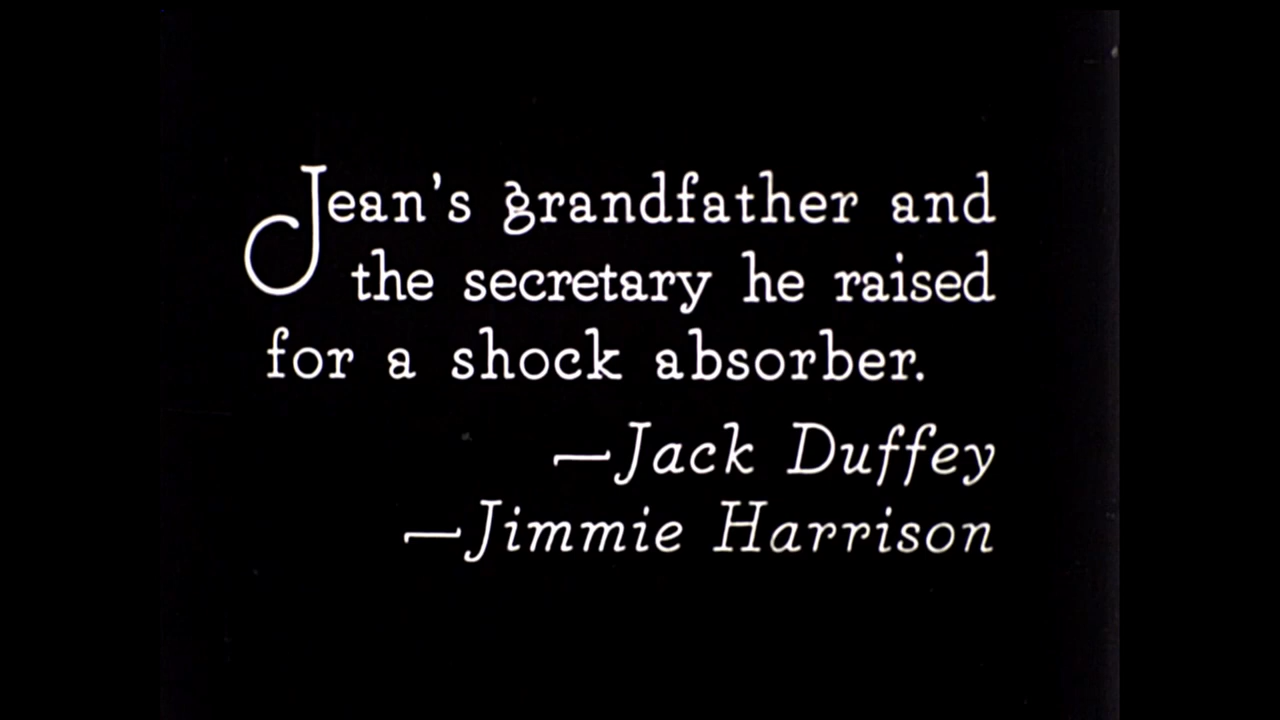 Jean's grandfather and
the secretary he raised
for a shock absorber.
—Jack Duffey
—Jimmie Harrison